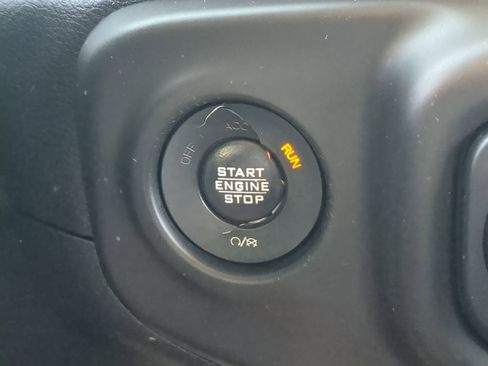 OFF
ACC
RUN
START
ENGINE
STOP